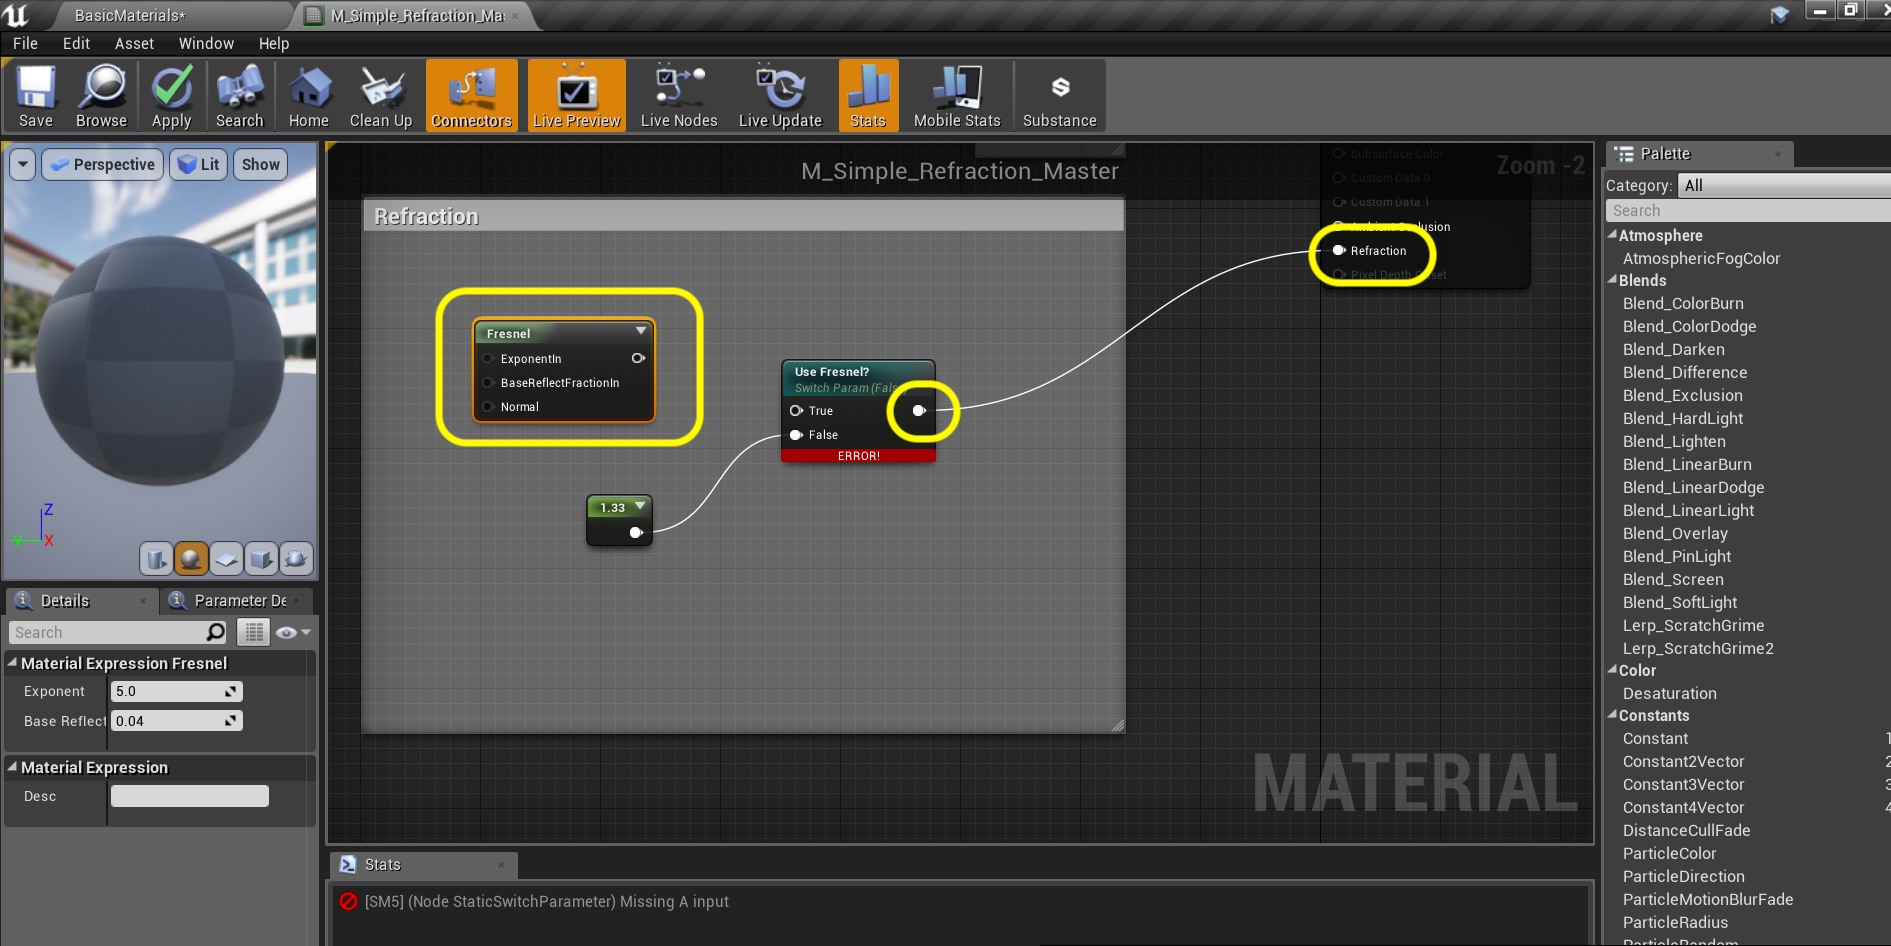 BasicMaterials*
M_Simple_Refraction_Mas
File Edit Asset Window Help
Save Browse Apply Search Home Clean Up Connectors Live Preview Live Nodes Live Update Stats Mobile Stats Substance
Perspective Lit Show
Z
Y X
Details
Parameter De
Search
Material Expression Fresnel
Exponent 5.0
Base Reflect 0.04
Material Expression
Desc
M_Simple_Refraction_Master
Zoom -2
Refraction
Fresnel
ExponentIn
BaseReflectFractionIn
Normal
Use Fresnel?
Switch Param (Fals
True
False
ERROR!
1.33
Subsurface Color
Custom Data 0
Custom Data 1
Ambient Occlusion
Refraction
Pixel Depth Offset
MATERIAL
Stats
[SM5] (Node StaticSwitchParameter) Missing A input
Palette
Category: All
Search
Atmosphere
AtmosphericFogColor
Blends
Blend_ColorBurn
Blend_ColorDodge
Blend_Darken
Blend_Difference
Blend_Exclusion
Blend_HardLight
Blend_Lighten
Blend_LinearBurn
Blend_LinearDodge
Blend_LinearLight
Blend_Overlay
Blend_PinLight
Blend_Screen
Blend_SoftLight
Lerp_ScratchGrime
Lerp_ScratchGrime2
Color
Desaturation
Constants
Constant 1
Constant2Vector 2
Constant3Vector 3
Constant4Vector 4
DistanceCullFade
ParticleColor
ParticleDirection
ParticleMotionBlurFade
ParticleRadius
ParticleRandom